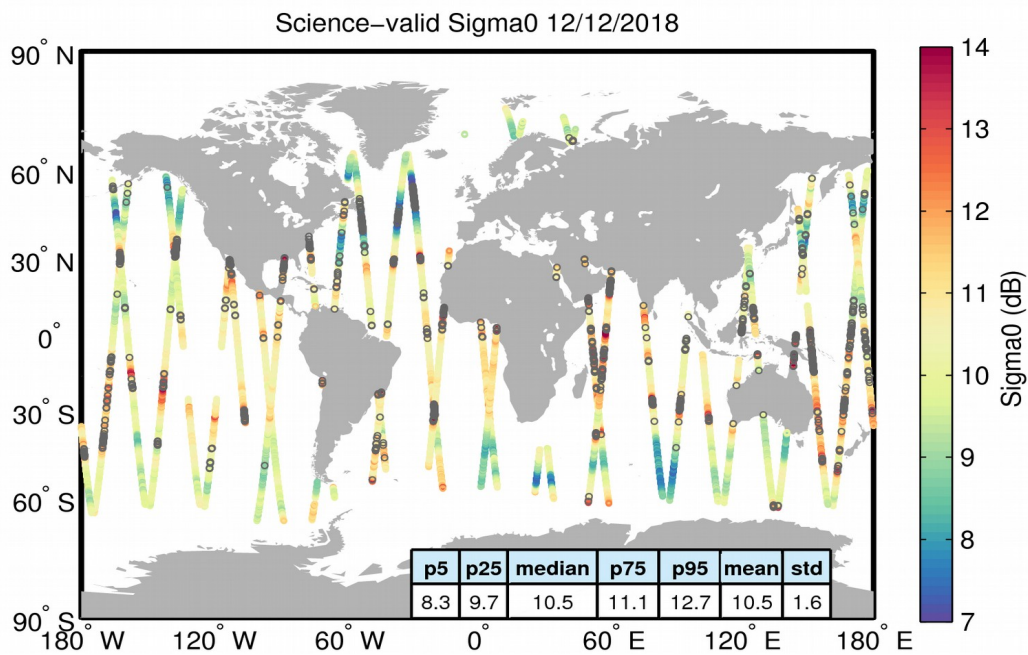 Science-valid Sigma0 12/12/2018
90° N
60° N
30° N
0°
30° S
60° S
90° S
180° W
120° W
60° W
0°
60° E
120° E
180° E
p5 p25 median p75 p95 mean std
8.3 9.7 10.5 11.1 12.7 10.5 1.6
14
13
12
11
10
9
8
7
Sigma0 (dB)